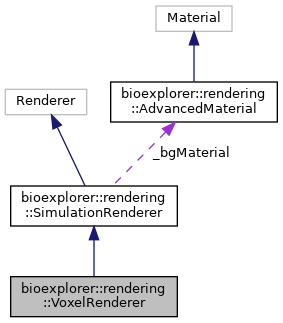 Material
bioexplorer::rendering
::AdvancedMaterial
Renderer
_bgMaterial
bioexplorer::rendering
::SimulationRenderer
bioexplorer::rendering
::VoxelRenderer